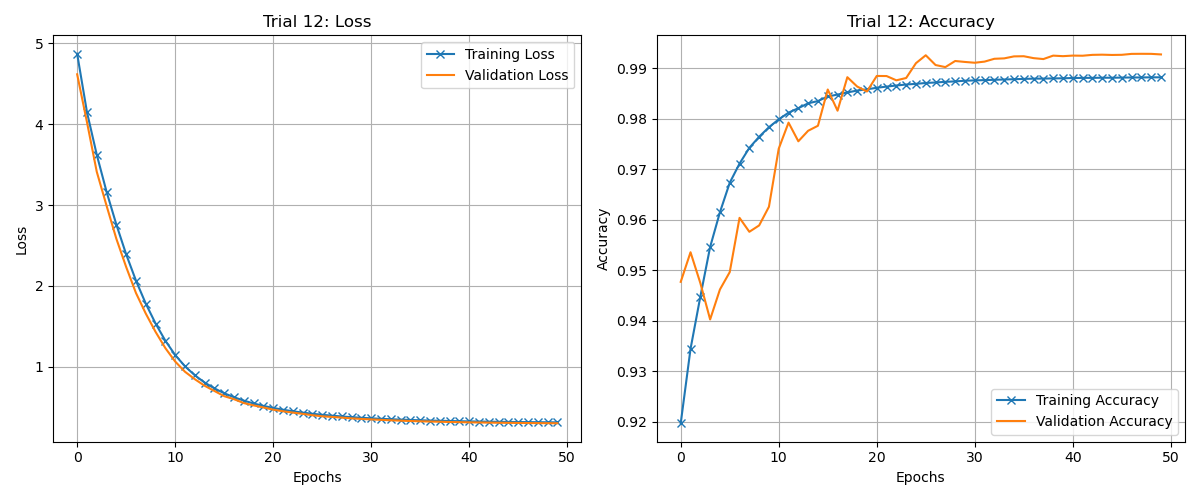 Trial 12: Loss
5
4
3
2
1
0
10
20
30
40
50
Loss
Epochs
Training Loss
Validation Loss
Trial 12: Accuracy
0.99
0.98
0.97
0.96
0.95
0.94
0.93
0.92
0
10
20
30
40
50
Accuracy
Epochs
Training Accuracy
Validation Accuracy